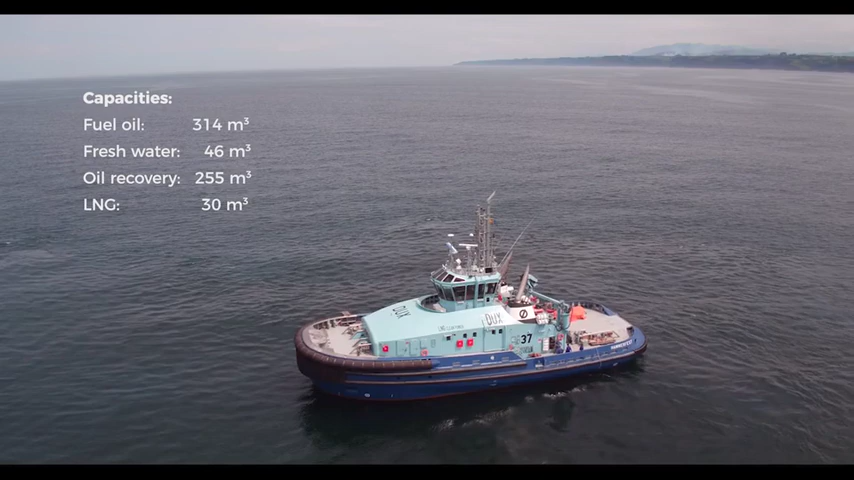 Capacities:
Fuel oil: 314 m³
Fresh water: 46 m³
Oil recovery: 255 m³
LNG: 30 m³
DUX
DUX
37